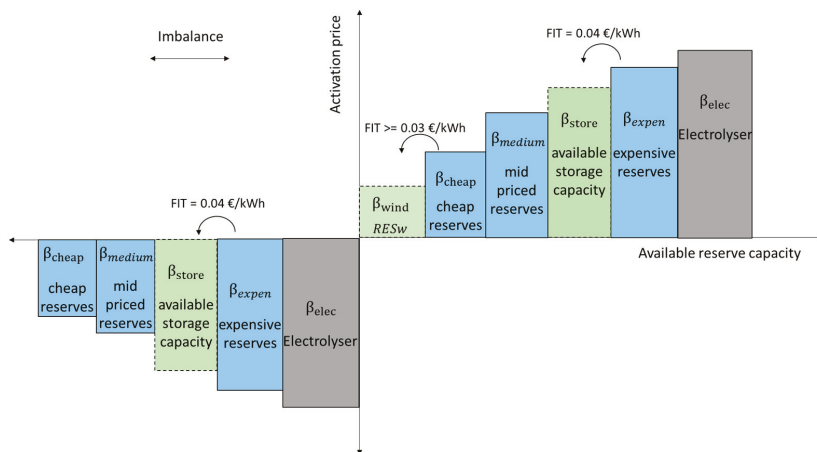 Imbalance
Activation price
FIT = 0.04 €/kWh
FIT >= 0.03 €/kWh
βwind
RESw
βcheap
cheap
reserves
βmedium
mid
priced
reserves
βstore
available
storage
capacity
βexpen
expensive
reserves
βelec
Electrolyser
Available reserve capacity
FIT = 0.04 €/kWh
βcheap
cheap
reserves
βmedium
mid
priced
reserves
βstore
available
storage
capacity
βexpen
expensive
reserves
βelec
Electrolyser